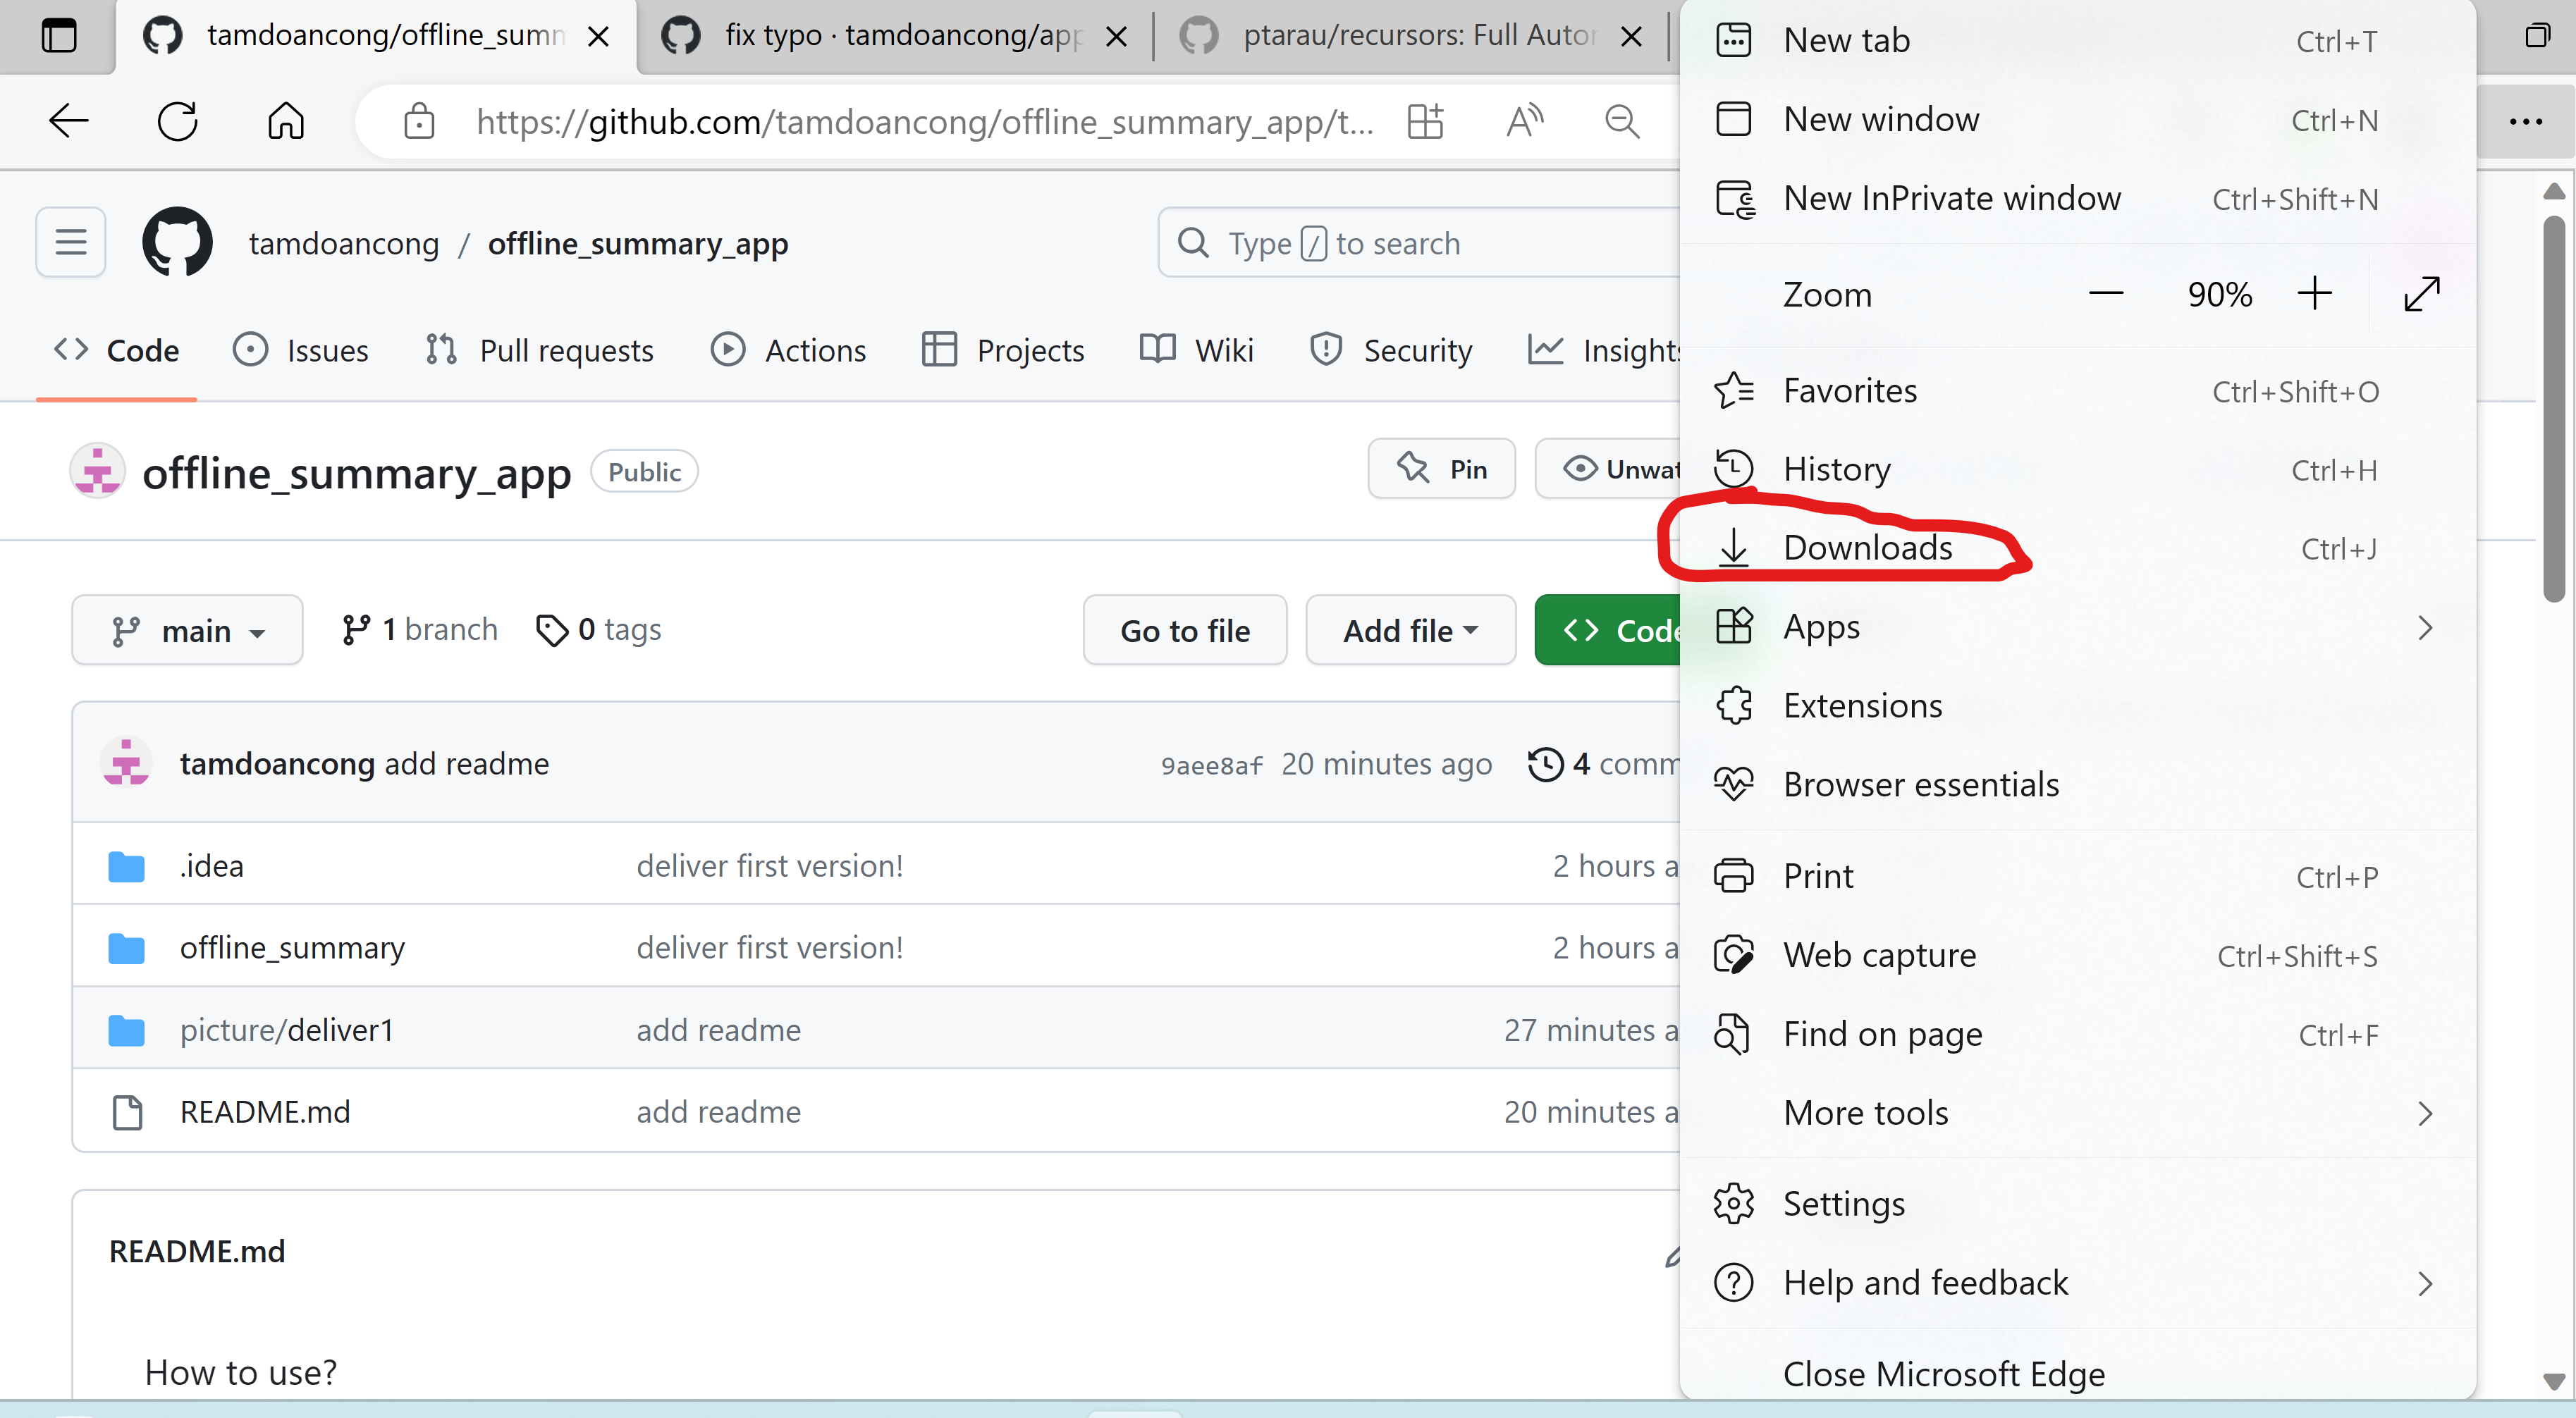 tamdoancong/offline_sumn
fix typo · tamdoancong/app
ptarau/recursors: Full Autor
https://github.com/tamdoancong/offline_summary_app/t...
tamdoancong / offline_summary_app
Type / to search
Code Issues Pull requests Actions Projects Wiki Security Insights
offline_summary_app Public
Pin Unwat
main 1 branch 0 tags
Go to file Add file Code
tamdoancong add readme 9aee8af 20 minutes ago 4 comm
.idea deliver first version! 2 hours a
offline_summary deliver first version! 2 hours a
picture/deliver1 add readme 27 minutes a
README.md add readme 20 minutes a
README.md
How to use?
New tab Ctrl+T
New window Ctrl+N
New InPrivate window Ctrl+Shift+N
Zoom 90%
Favorites Ctrl+Shift+O
History Ctrl+H
Downloads Ctrl+J
Apps
Extensions
Browser essentials
Print Ctrl+P
Web capture Ctrl+Shift+S
Find on page Ctrl+F
More tools
Settings
Help and feedback
Close Microsoft Edge